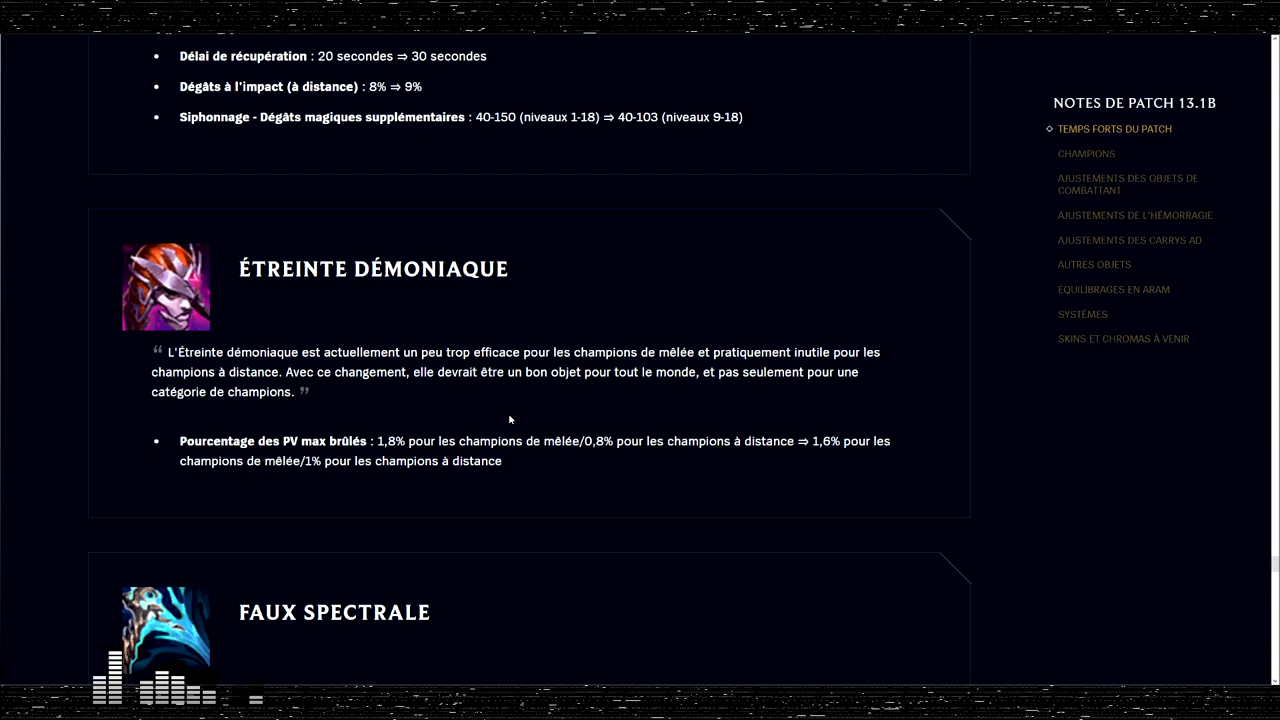 Délai de récupération : 20 secondes ⇒ 30 secondes
Dégâts à l'impact (à distance) : 8% ⇒ 9%
Siphonnage - Dégâts magiques supplémentaires : 40-150 (niveaux 1-18) ⇒ 40-103 (niveaux 9-18)
ÉTREINTE DÉMONIAQUE
“ L'Étreinte démoniaque est actuellement un peu trop efficace pour les champions de mêlée et pratiquement inutile pour les
champions à distance. Avec ce changement, elle devrait être un bon objet pour tout le monde, et pas seulement pour une
catégorie de champions. ”
Pourcentage des PV max brûlés : 1,8% pour les champions de mêlée/0,8% pour les champions à distance ⇒ 1,6% pour les
champions de mêlée/1% pour les champions à distance
FAUX SPECTRALE
NOTES DE PATCH 13.1B
TEMPS FORTS DU PATCH
CHAMPIONS
AJUSTEMENTS DES OBJETS DE
COMBATTANT
AJUSTEMENTS DE L'HÉMORRAGIE
AJUSTEMENTS DES CARRYS AD
AUTRES OBJETS
ÉQUILIBRAGES EN ARAM
SYSTÈMES
SKINS ET CHROMAS À VENIR